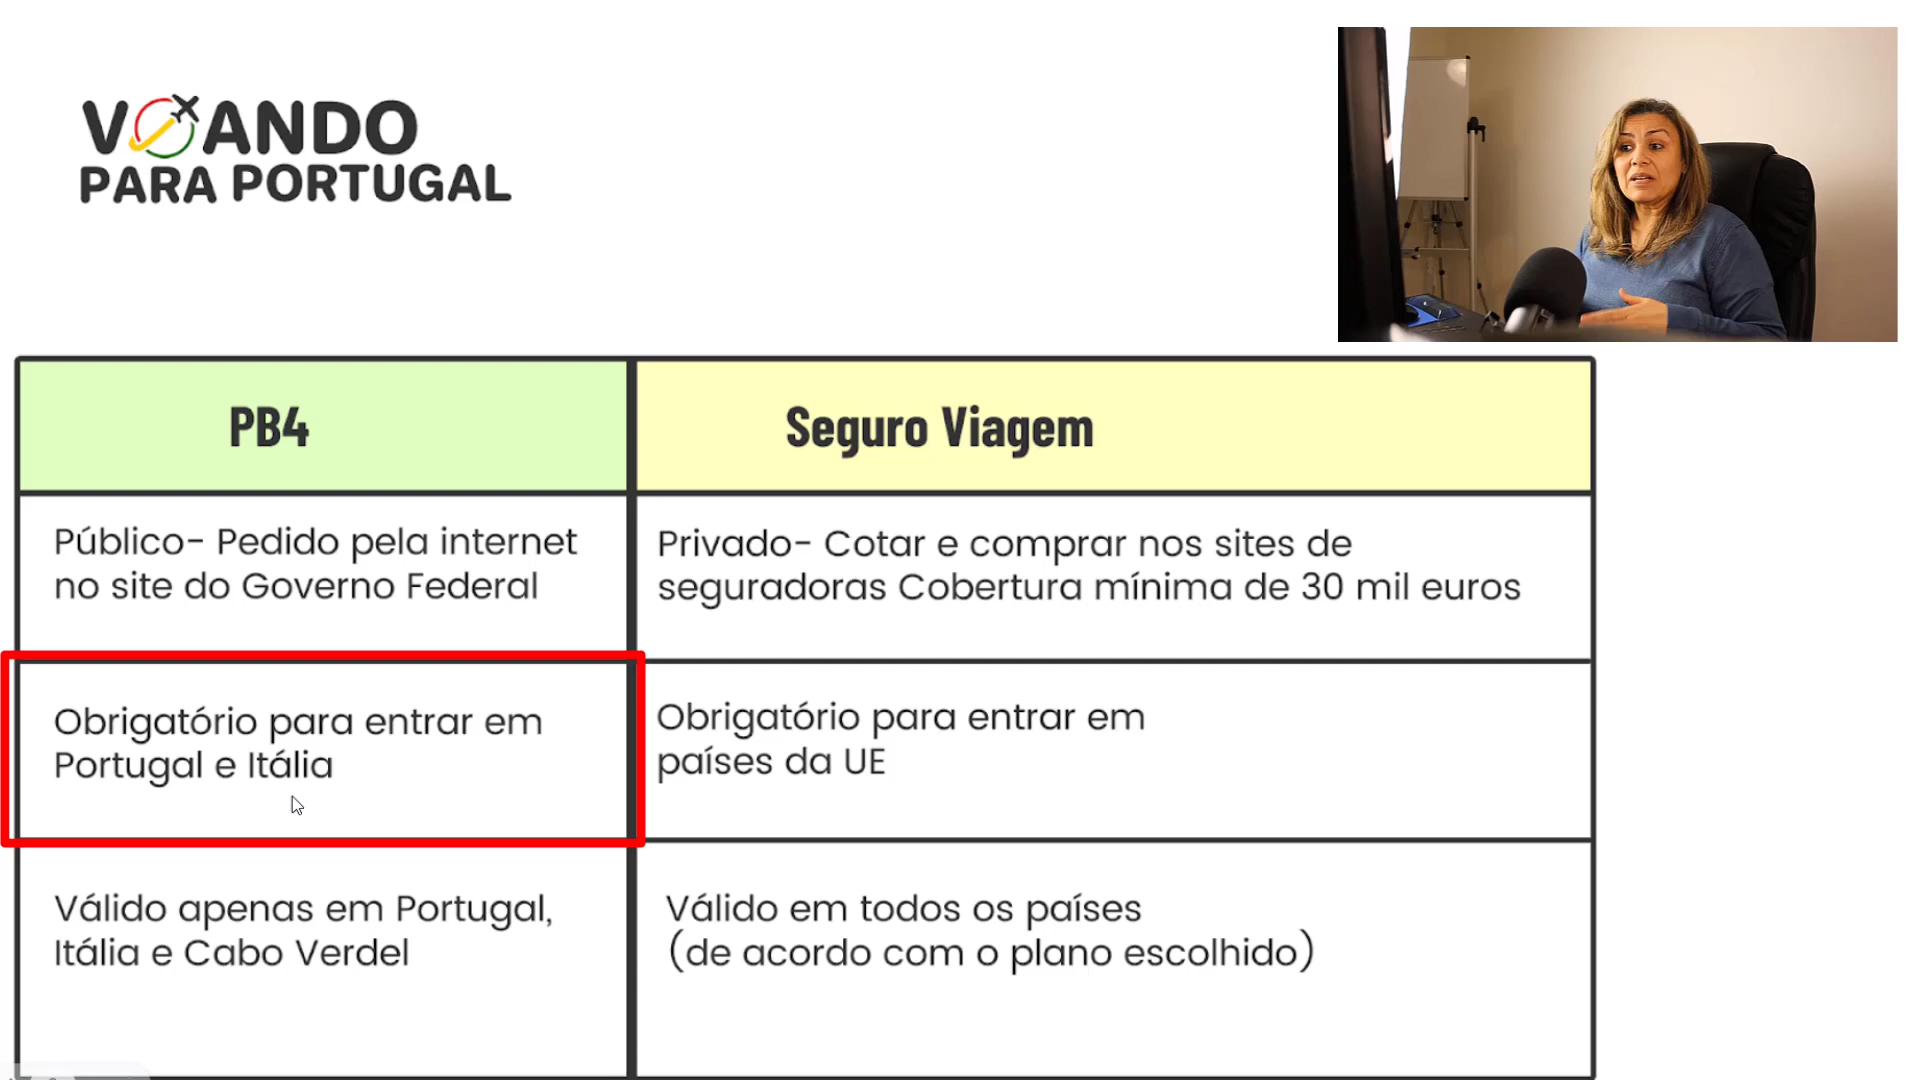 VOANDO
PARA PORTUGAL
PB4
Seguro Viagem
Público- Pedido pela internet
no site do Governo Federal
Privado- Cotar e comprar nos sites de
seguradoras Cobertura mínima de 30 mil euros
Obrigatório para entrar em
Portugal e Itália
Obrigatório para entrar em
países da UE
Válido apenas em Portugal,
Itália e Cabo Verdel
Válido em todos os países
(de acordo com o plano escolhido)